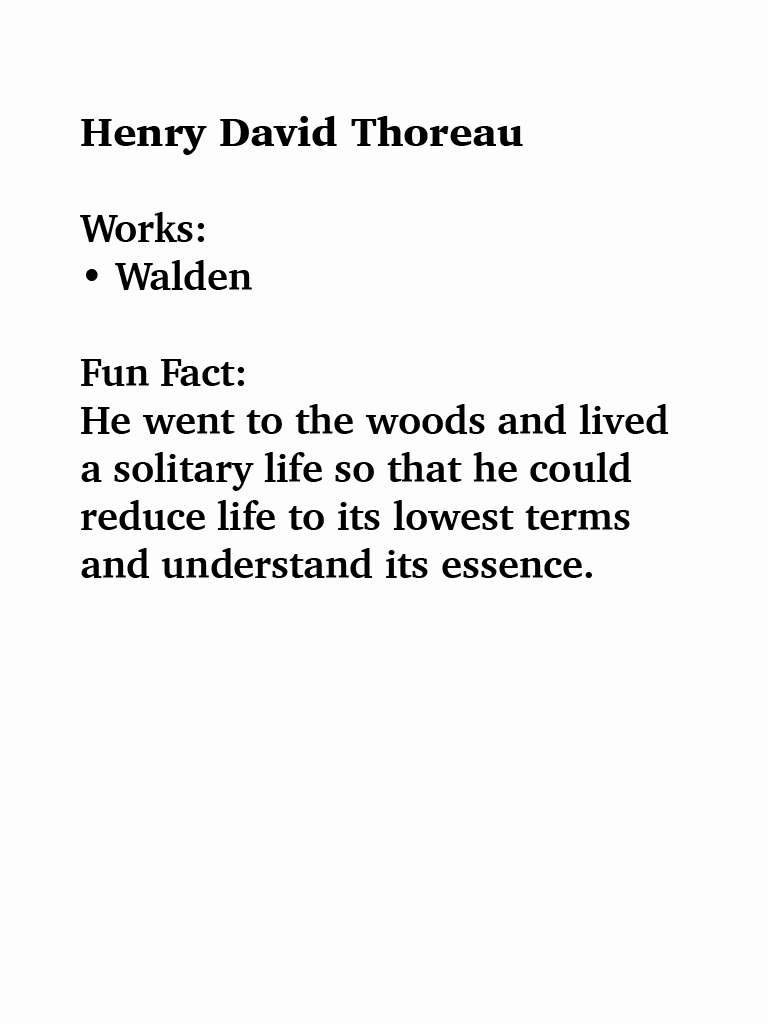 Henry David Thoreau
Works:
• Walden
Fun Fact:
He went to the woods and lived
a solitary life so that he could
reduce life to its lowest terms
and understand its essence.